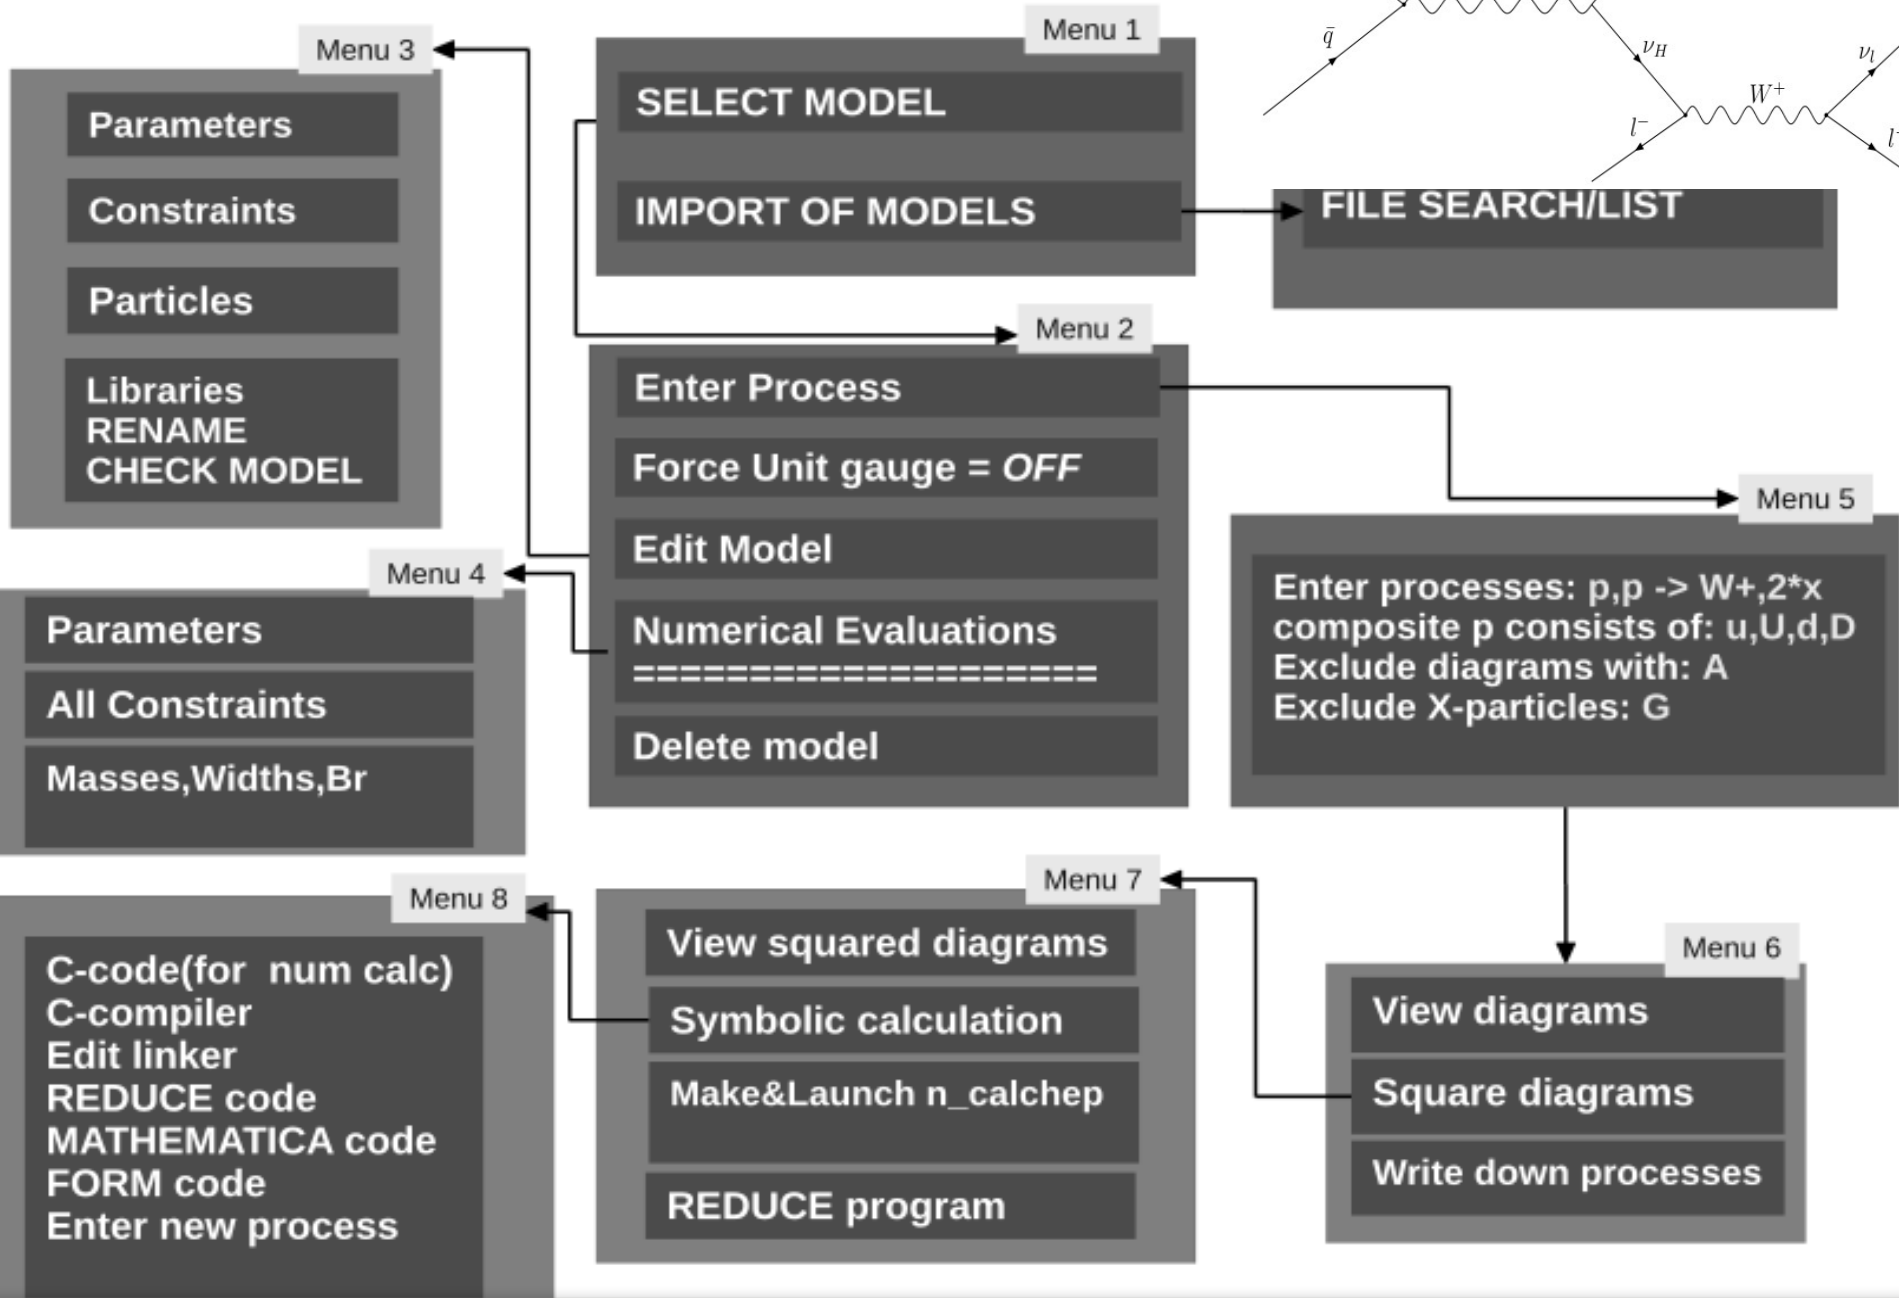 Menu 1
SELECT MODEL
IMPORT OF MODELS
FILE SEARCH/LIST
q̄
ν_H
W⁺
ν_l
l⁻
Menu 3
Parameters
Constraints
Particles
Libraries
RENAME
CHECK MODEL
Menu 2
Enter Process
Force Unit gauge = OFF
Edit Model
Numerical Evaluations
====================
Delete model
Menu 4
Parameters
All Constraints
Masses,Widths,Br
Menu 5
Enter processes: p,p -> W+,2*x
composite p consists of: u,U,d,D
Exclude diagrams with: A
Exclude X-particles: G
Menu 6
View diagrams
Square diagrams
Write down processes
Menu 7
View squared diagrams
Symbolic calculation
Make&Launch n_calchep
REDUCE program
Menu 8
C-code(for  num calc)
C-compiler
Edit linker
REDUCE code
MATHEMATICA code
FORM code
Enter new process